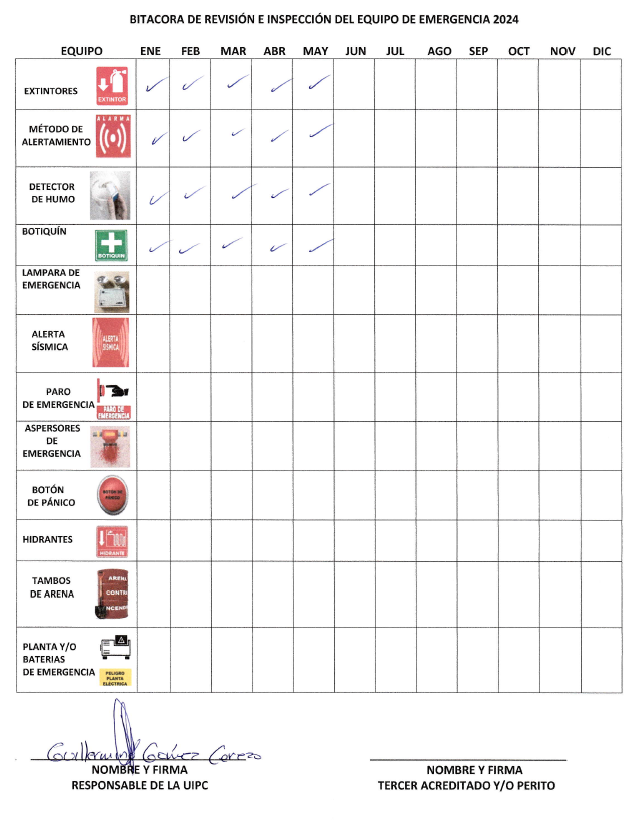 BITACORA DE REVISIÓN E INSPECCIÓN DEL EQUIPO DE EMERGENCIA 2024
EQUIPO ENE FEB MAR ABR MAY JUN JUL AGO SEP OCT NOV DIC
EXTINTORES
EXTINTOR
ALARMA
MÉTODO DE
ALERTAMIENTO
DETECTOR
DE HUMO
BOTIQUÍN
BOTIQUIN
LAMPARA DE
EMERGENCIA
ALERTA
SÍSMICA
ALERTA
SISMICA
PARO
DE EMERGENCIA
PARO DE
EMERGENCIA
ASPERSORES
DE
EMERGENCIA
BOTÓN
DE PÁNICO
BOTON DE
PANICO
HIDRANTES
HIDRANTE
TAMBOS
DE ARENA
ARENA
CONTRA
INCENDI
PLANTA Y/O
BATERIAS
DE EMERGENCIA
PELIGRO
PLANTA
ELECTRICA
Guillermo Gómez Cerezo
NOMBRE Y FIRMA
RESPONSABLE DE LA UIPC
NOMBRE Y FIRMA
TERCER ACREDITADO Y/O PERITO